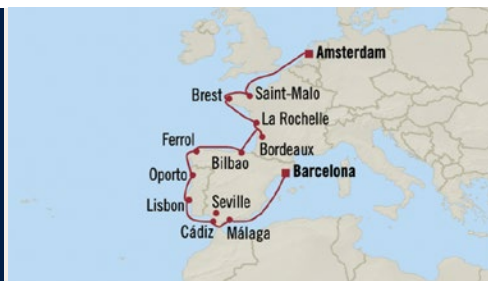 Amsterdam
Saint-Malo
Brest
La Rochelle
Ferrol
Bordeaux
Bilbao
Oporto
Barcelona
Lisbon
Seville
Cádiz
Málaga